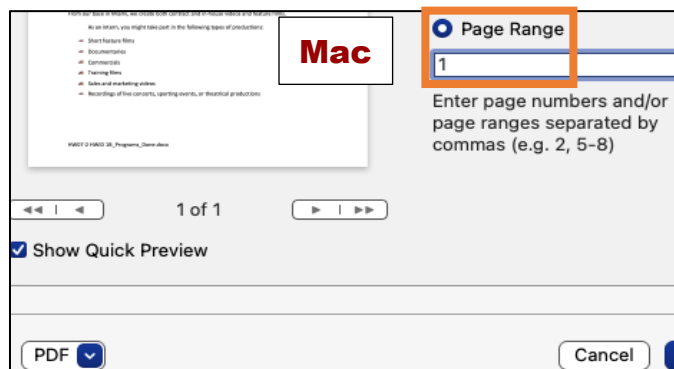 From our base in Miami, we create both contract and in-house videos and feature films.
As an intern, you might take part in the following types of productions:
Short feature films
Documentaries
Commercials
Training films
Sales and marketing videos
Recordings of live concerts, sporting events, or theatrical productions
Mac
Page Range
1
Enter page numbers and/or
page ranges separated by
commas (e.g. 2, 5-8)
1 of 1
Show Quick Preview
PDF
Cancel